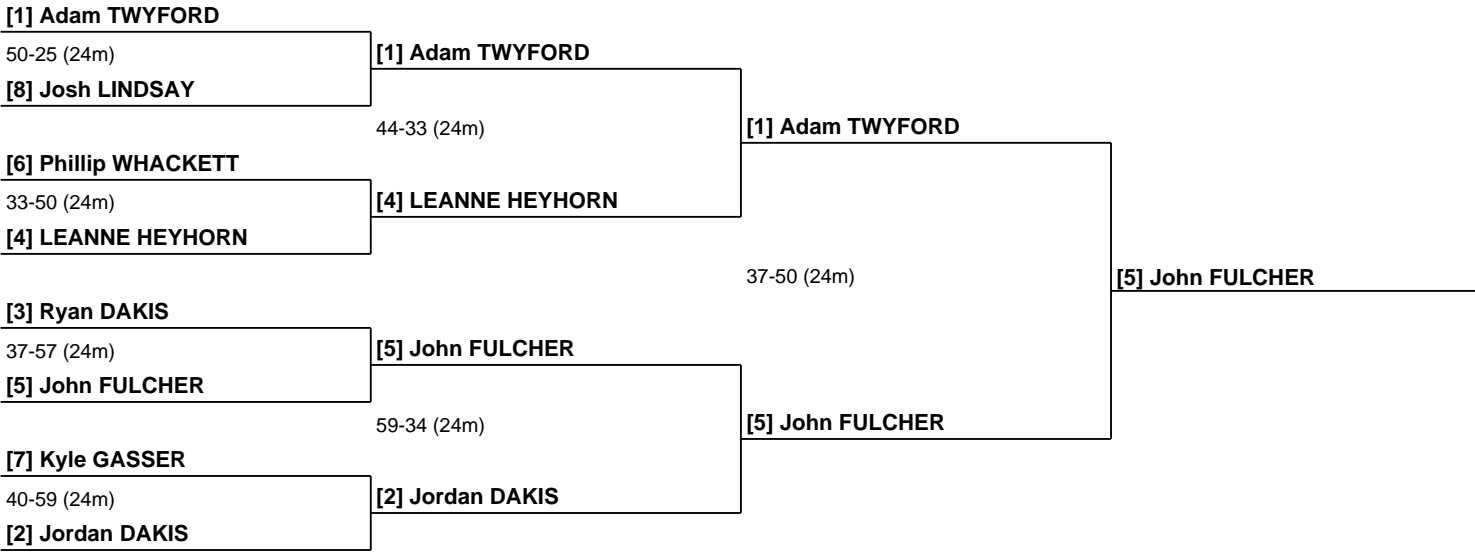 [1] Adam TWYFORD
50-25 (24m)
[8] Josh LINDSAY
[6] Phillip WHACKETT
33-50 (24m)
[4] LEANNE HEYHORN
[3] Ryan DAKIS
37-57 (24m)
[5] John FULCHER
[7] Kyle GASSER
40-59 (24m)
[2] Jordan DAKIS
[1] Adam TWYFORD
44-33 (24m)
[4] LEANNE HEYHORN
[5] John FULCHER
59-34 (24m)
[2] Jordan DAKIS
[1] Adam TWYFORD
37-50 (24m)
[5] John FULCHER
[5] John FULCHER